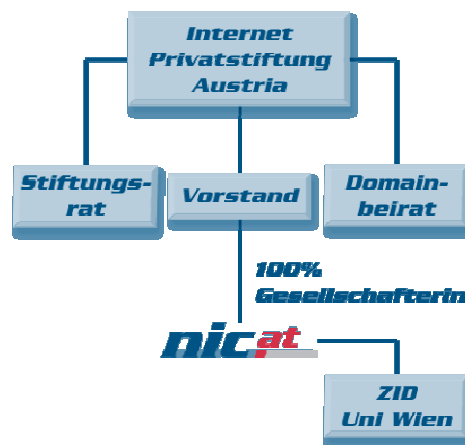 Internet
Privatstiftung
Austria
Stiftungs-
rat
Vorstand
Domain-
beirat
100%
Gesellschafterin
nic.at
ZID
Uni Wien